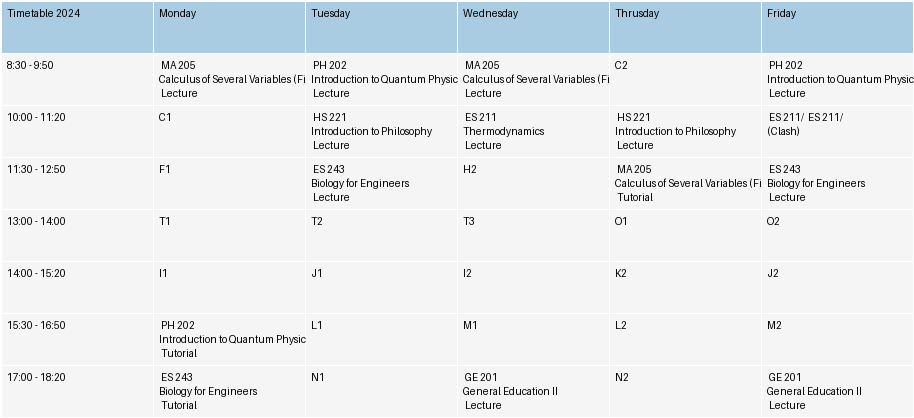 Timetable 2024 Monday Tuesday Wednesday Thrusday Friday
8:30 - 9:50 MA 205 PH 202 MA 205 C2 PH 202
Calculus of Several Variables (Fi Introduction to Quantum Physic Calculus of Several Variables (Fi Introduction to Quantum Physic
Lecture Lecture Lecture Lecture
10:00 - 11:20 C1 HS 221 ES 211 HS 221 ES 211/ ES 211/
Introduction to Philosophy Thermodynamics Introduction to Philosophy (Clash)
Lecture Lecture Lecture
11:30 - 12:50 F1 ES 243 H2 MA 205 ES 243
Biology for Engineers Calculus of Several Variables (Fi Biology for Engineers
Lecture Tutorial Lecture
13:00 - 14:00 T1 T2 T3 O1 O2
14:00 - 15:20 I1 J1 I2 K2 J2
15:30 - 16:50 PH 202 L1 M1 L2 M2
Introduction to Quantum Physic
Tutorial
17:00 - 18:20 ES 243 N1 GE 201 N2 GE 201
Biology for Engineers General Education II General Education II
Tutorial Lecture Lecture